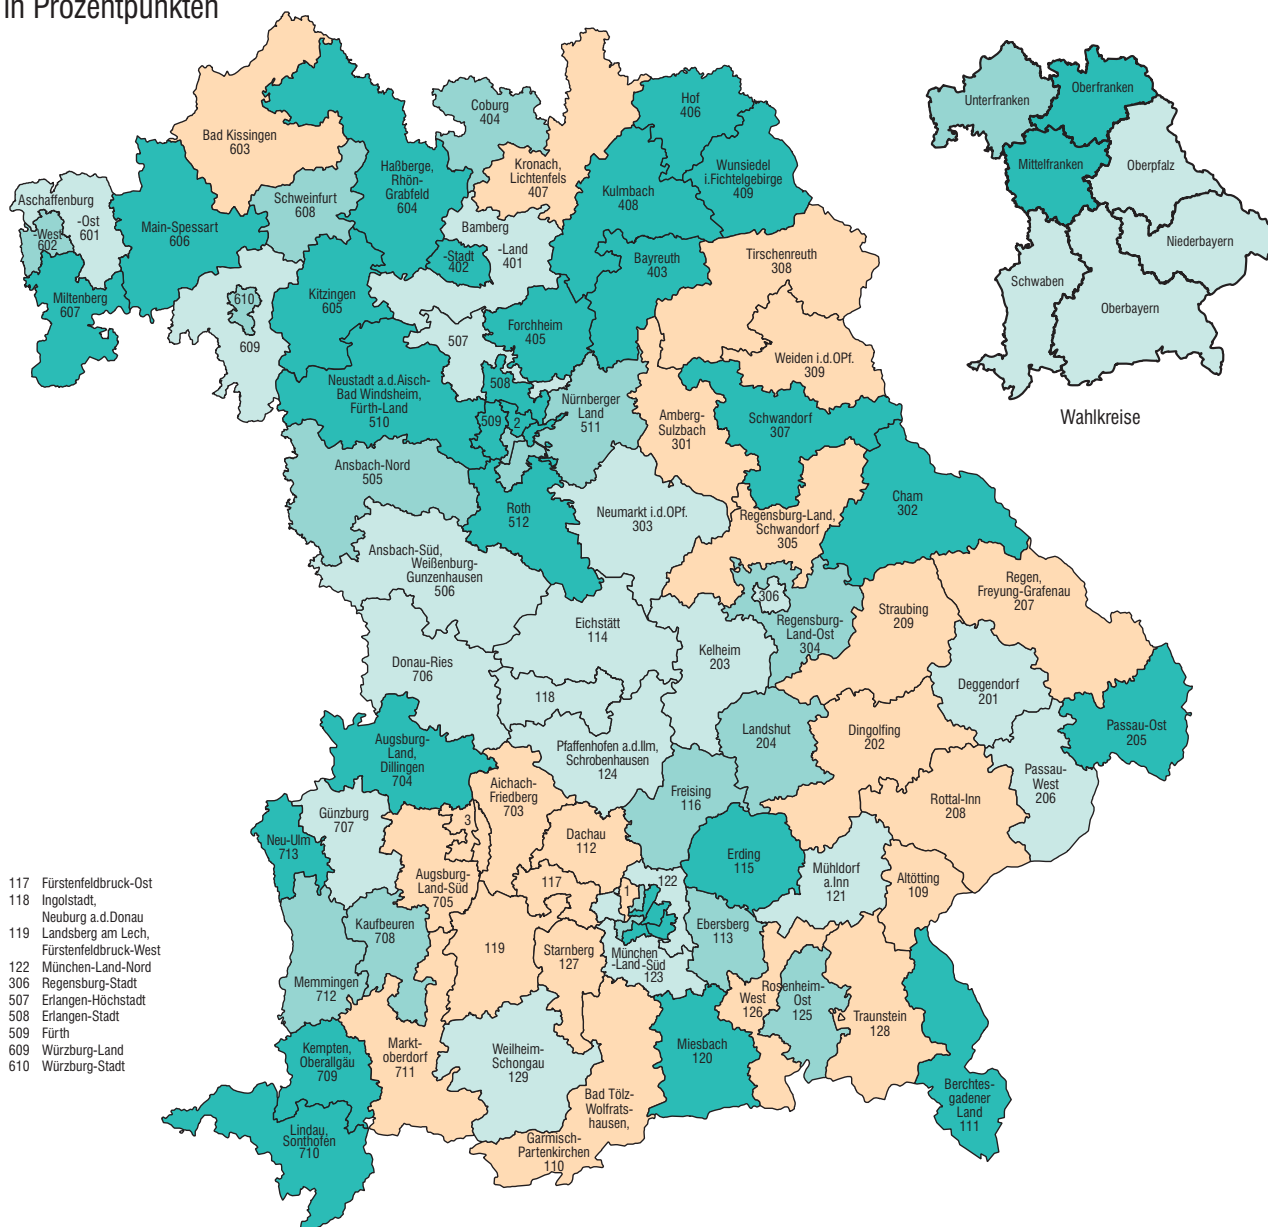 in Prozentpunkten
Bad Kissingen
603
Coburg
404
Hof
406
Kronach,
Lichtenfels
407
Haßberge,
Rhön-
Grabfeld
604
Wunsiedel
i.Fichtelgebirge
409
Kulmbach
408
Schweinfurt
608
Aschaffenburg
-Ost
601
-West
602
Main-Spessart
606
Bamberg
-Land
401
-Stadt
402
Bayreuth
403
Tirschenreuth
308
Miltenberg
607
610
609
Kitzingen
605
507
Forchheim
405
Weiden i.d.OPf.
309
Neustadt a.d.Aisch-
Bad Windsheim,
Fürth-Land
510
508
509
2
Nürnberger
Land
511
Amberg-
Sulzbach
301
Schwandorf
307
Ansbach-Nord
505
Roth
512
Neumarkt i.d.OPf.
303
Regensburg-Land,
Schwandorf
305
Cham
302
Ansbach-Süd,
Weißenburg-
Gunzenhausen
506
306
Regensburg-
Land-Ost
304
Straubing
209
Regen,
Freyung-Grafenau
207
Eichstätt
114
Kelheim
203
Donau-Ries
706
118
Deggendorf
201
Passau-Ost
205
Augsburg-
Land,
Dillingen
704
Pfaffenhofen a.d.Ilm,
Schrobenhausen
124
Landshut
204
Dingolfing
202
Passau-
West
206
Aichach-
Friedberg
703
Freising
116
Rottal-Inn
208
Günzburg
707
Neu-Ulm
713
3
Dachau
112
Erding
115
Mühldorf
a.Inn
121
Altötting
109
Augsburg-
Land-Süd
705
117
1
122
Kaufbeuren
708
119
Starnberg
127
München
-Land-Süd
123
Ebersberg
113
Memmingen
712
West
126
Rosenheim-
Ost
125
Traunstein
128
Kempten,
Oberallgäu
709
Markt-
oberdorf
711
Weilheim-
Schongau
129
Miesbach
120
Bad Tölz-
Wolfrats-
hausen,
Garmisch-
Partenkirchen
110
Berchtes-
gadener
Land
111
Lindau,
Sonthofen
710
Unterfranken
Oberfranken
Mittelfranken
Oberpfalz
Niederbayern
Schwaben
Oberbayern
Wahlkreise
117 Fürstenfeldbruck-Ost
118 Ingolstadt,
Neuburg a.d.Donau
119 Landsberg am Lech,
Fürstenfeldbruck-West
122 München-Land-Nord
306 Regensburg-Stadt
507 Erlangen-Höchstadt
508 Erlangen-Stadt
509 Fürth
609 Würzburg-Land
610 Würzburg-Stadt